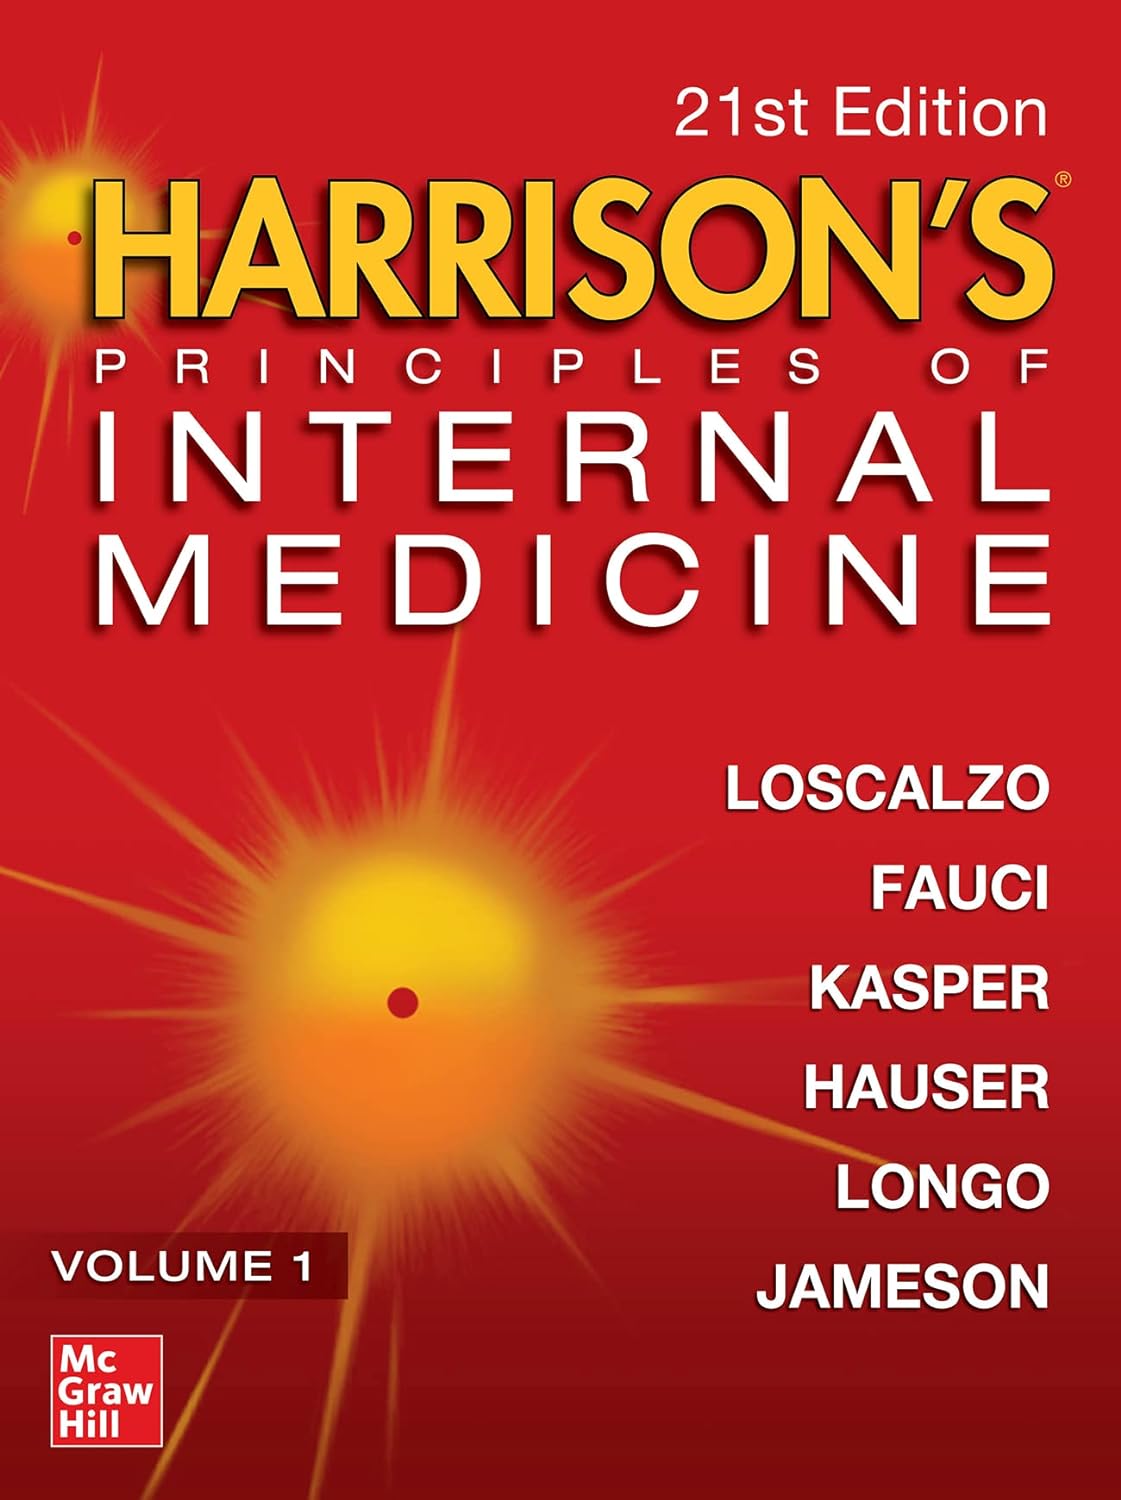 21st Edition
HARRISON'S®
PRINCIPLES OF
INTERNAL
MEDICINE
LOSCALZO
FAUCI
KASPER
HAUSER
LONGO
JAMESON
VOLUME 1
Mc
Graw
Hill